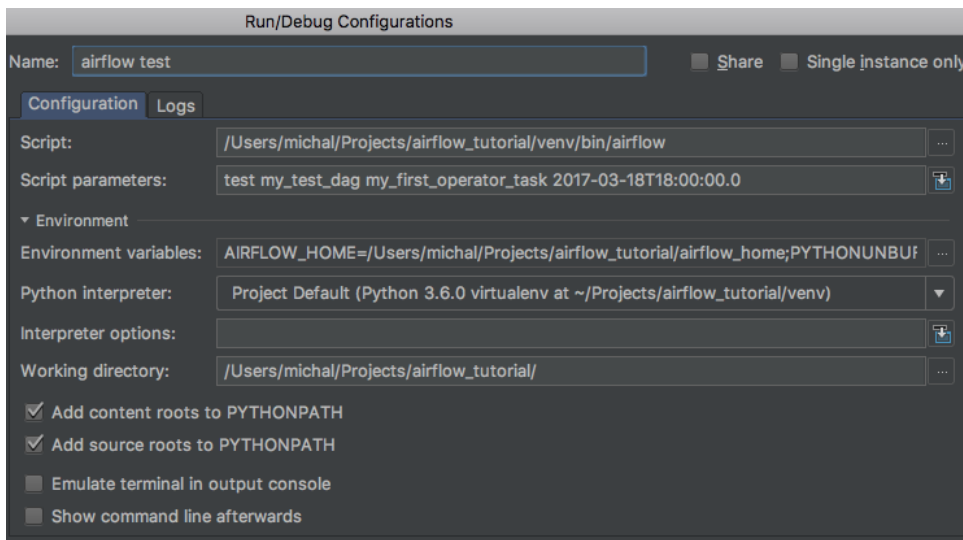 Run/Debug Configurations
Name: airflow test Share Single instance only
Configuration Logs
Script: /Users/michal/Projects/airflow_tutorial/venv/bin/airflow ...
Script parameters: test my_test_dag my_first_operator_task 2017-03-18T18:00:00.0
Environment
Environment variables: AIRFLOW_HOME=/Users/michal/Projects/airflow_tutorial/airflow_home;PYTHONUNBUF ...
Python interpreter: Project Default (Python 3.6.0 virtualenv at ~/Projects/airflow_tutorial/venv)
Interpreter options:
Working directory: /Users/michal/Projects/airflow_tutorial/ ...
Add content roots to PYTHONPATH
Add source roots to PYTHONPATH
Emulate terminal in output console
Show command line afterwards